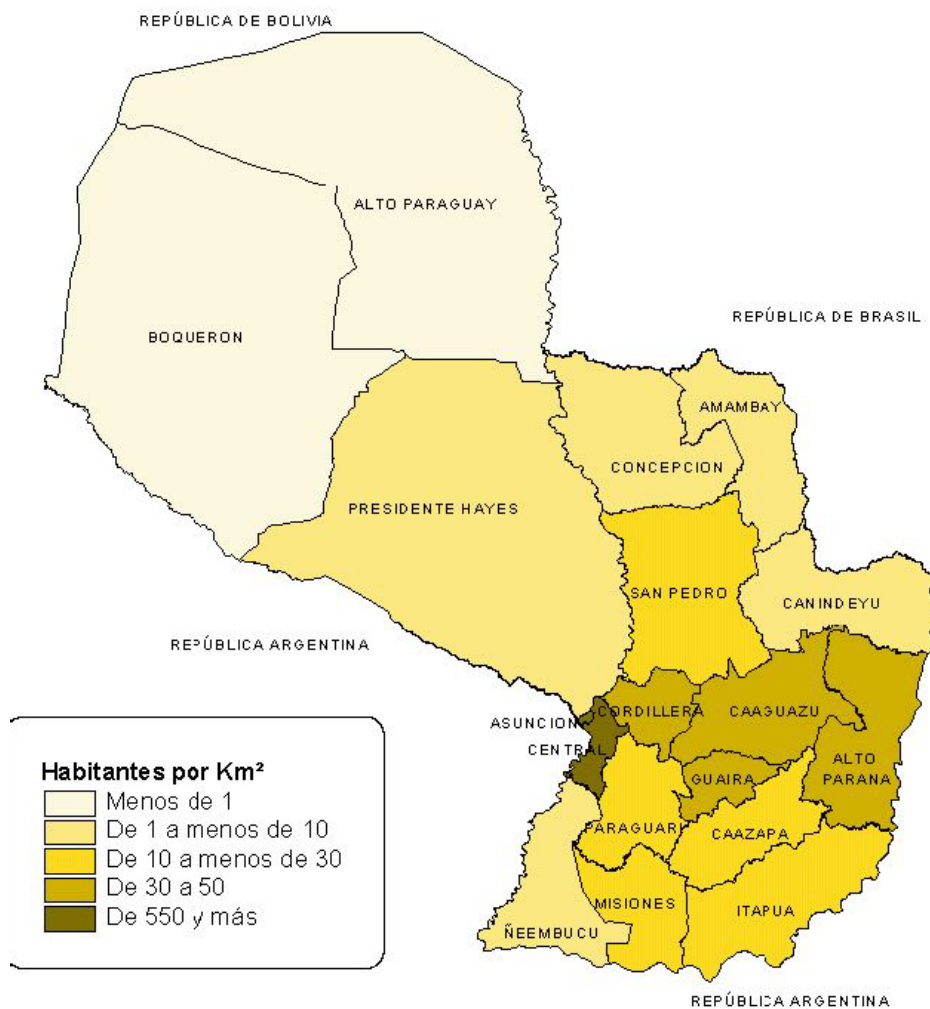 REPÚBLICA DE BOLIVIA
ALTO PARAGUAY
REPÚBLICA DE BRASIL
BOQUERON
AMAMBAY
CONCEPCION
PRESIDENTE HAYES
SAN PEDRO
CANINDEYU
REPÚBLICA ARGENTINA
CORDILLERA
CAAGUAZU
ASUNCION
CENTRAL
ALTO
PARANA
GUAIRA
PARAGUARI
CAAZAPA
MISIONES
ITAPUA
ÑEEMBUCU
REPÚBLICA ARGENTINA
Habitantes por Km²
Menos de 1
De 1 a menos de 10
De 10 a menos de 30
De 30 a 50
De 550 y más